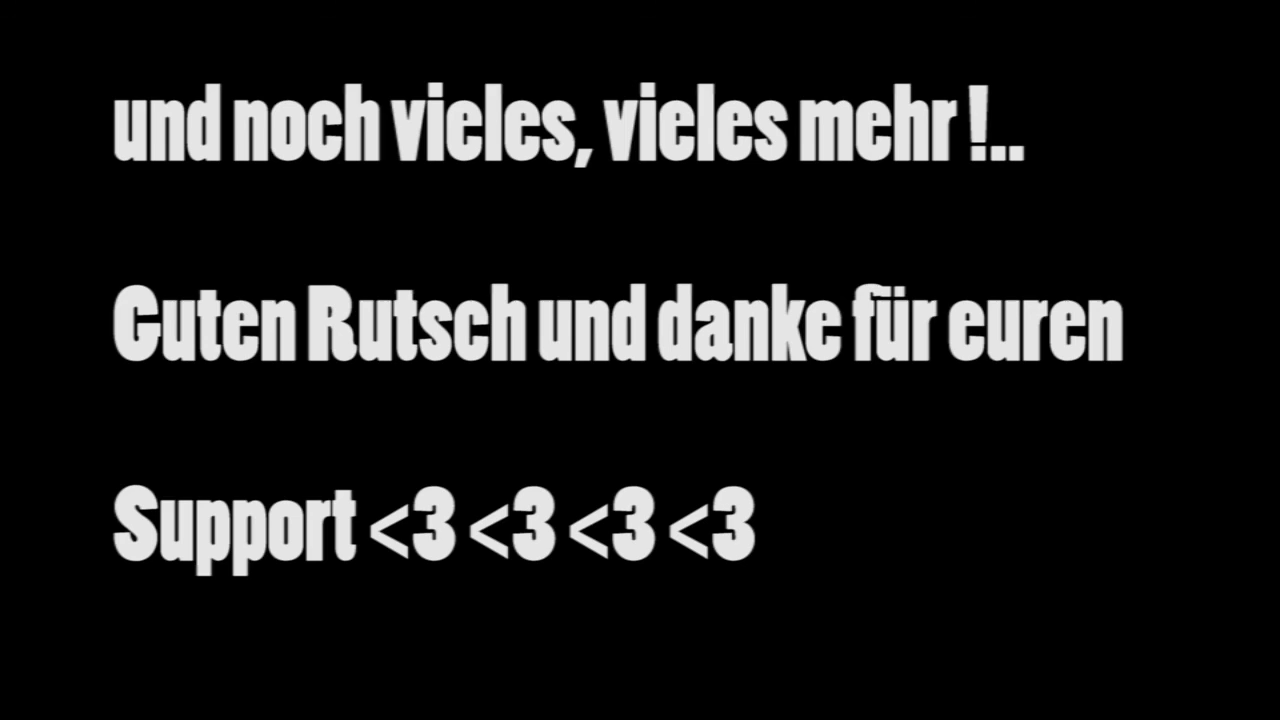 und noch vieles, vieles mehr !..
Guten Rutsch und danke für euren
Support <3 <3 <3 <3